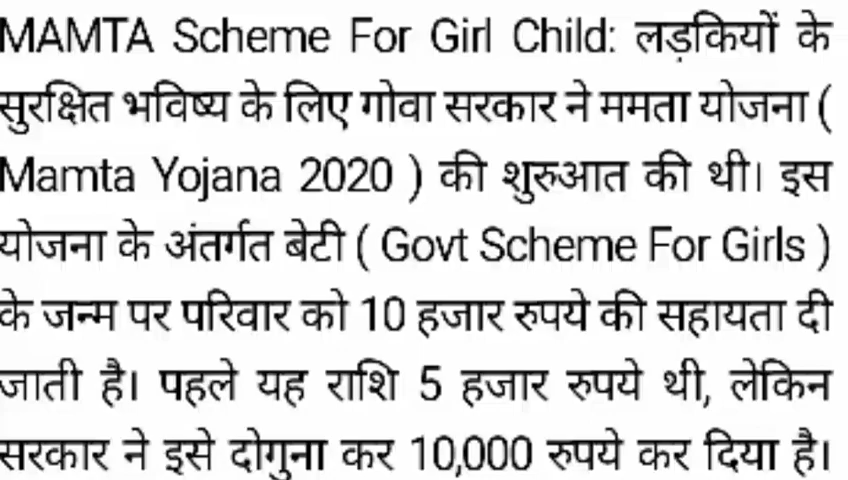 MAMTA Scheme For Girl Child: लड़कियों के
सुरक्षित भविष्य के लिए गोवा सरकार ने ममता योजना (
Mamta Yojana 2020 ) की शुरुआत की थी। इस
योजना के अंतर्गत बेटी ( Govt Scheme For Girls )
के जन्म पर परिवार को 10 हजार रुपये की सहायता दी
जाती है। पहले यह राशि 5 हजार रुपये थी, लेकिन
सरकार ने इसे दोगुना कर 10,000 रुपये कर दिया है।